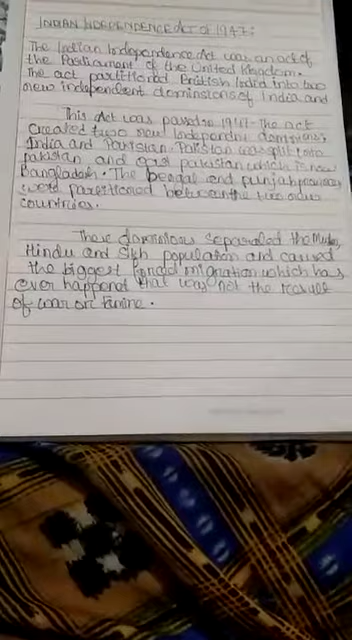 INDIAN INDEPENDENCE Act of 1947:
The Indian Independence Act was an act of
the Parliament of the United Kingdom.
The act partitioned British India into two
new independent dominions of India and
This Act was passed 1947. The act
created two new Independent dominions,
India and Pakistan. Pakistan was split into
pakistan and east pakistan which is now
Bangladesh. The Bengal and punjab provinces
were partitioned between the two new
countries.
These dominions separated the Muslim,
Hindu and Sikh population and caused
the biggest forced migration which has
ever happened that was not the result
of war or famine.